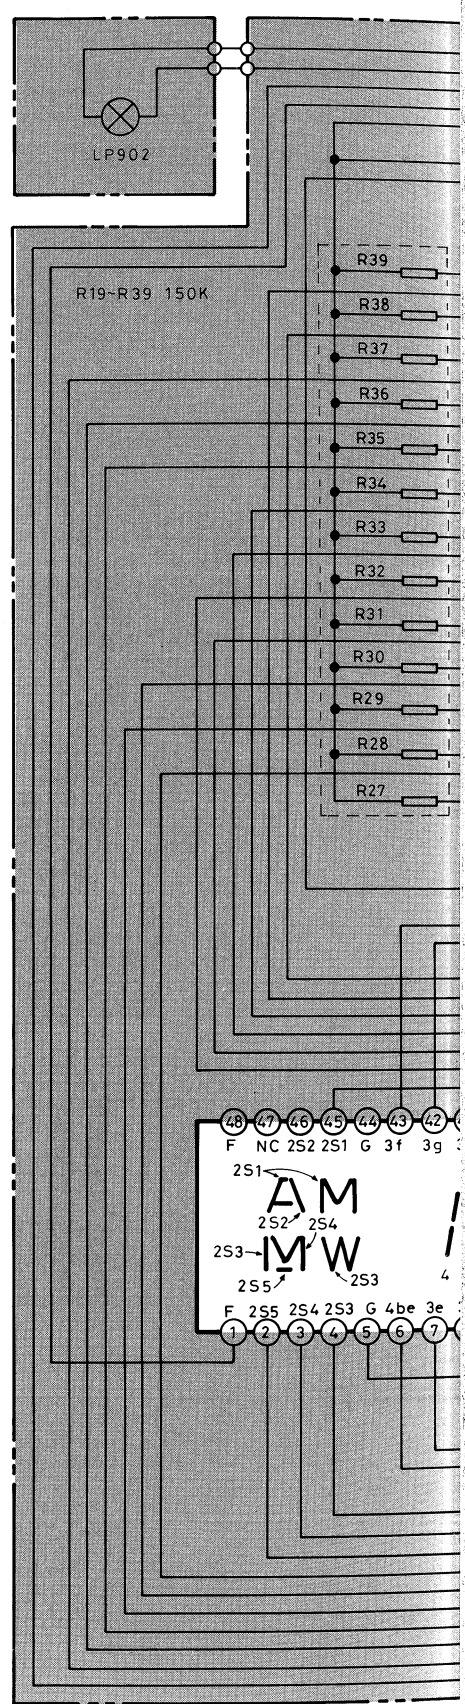 LP902
R19~R39 150K
R39
R38
R37
R36
R35
R34
R33
R32
R31
R30
R29
R28
R27
48 47 46 45 44 43 42
F NC 2S2 2S1 G 3f 3g
2S1
A M
2S2 2S4
2S3 M W
2S5 2S3
4
F 2S5 2S4 2S3 G 4be 3e
1 2 3 4 5 6 7